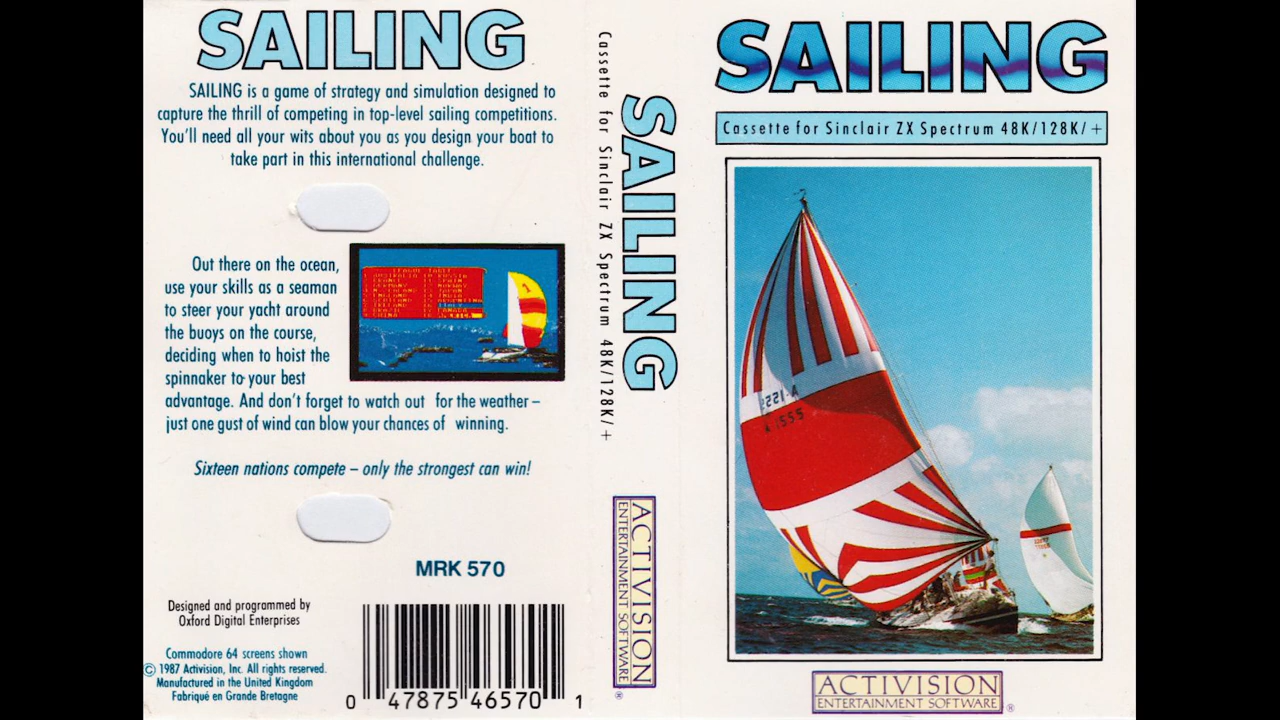 SAILING
SAILING is a game of strategy and simulation designed to
capture the thrill of competing in top-level sailing competitions.
You'll need all your wits about you as you design your boat to
take part in this international challenge.
Out there on the ocean,
use your skills as a seaman
to steer your yacht around
the buoys on the course,
deciding when to hoist the
spinnaker to your best
advantage. And don't forget to watch out for the weather –
just one gust of wind can blow your chances of winning.
Sixteen nations compete – only the strongest can win!
LEAGUE TABLE
MRK 570
Designed and programmed by
Oxford Digital Enterprises
Commodore 64 screens shown
© 1987 Activision, Inc. All rights reserved.
Manufactured in the United Kingdom
Fabriqué en Grande Bretagne
0 47875 46570 1
Cassette for Sinclair ZX Spectrum 48K/128K/+
SAILING
ACTIVISION
ENTERTAINMENT SOFTWARE
®
SAILING
Cassette for Sinclair ZX Spectrum 48K/128K/+
ACTIVISION
ENTERTAINMENT SOFTWARE
®